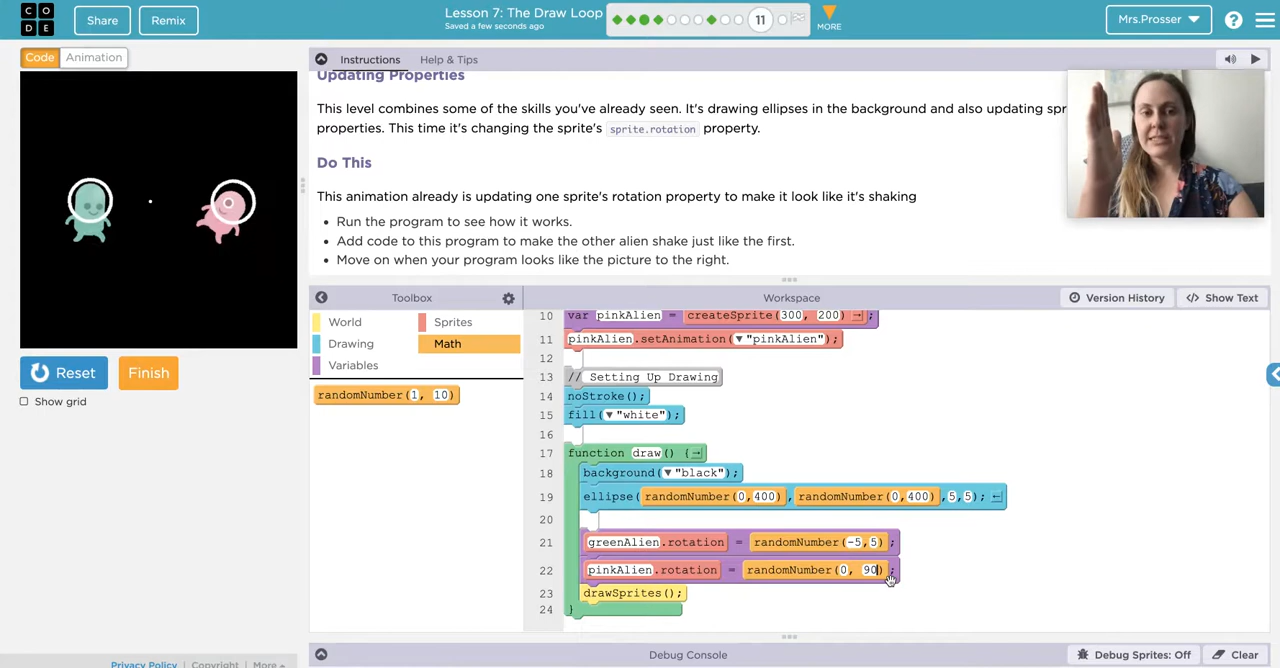 C O
D E
Share
Remix
Lesson 7: The Draw Loop
Saved a few seconds ago
11
MORE
Mrs.Prosser
?
Code
Animation
Instructions
Help & Tips
Updating Properties
This level combines some of the skills you've already seen. It's drawing ellipses in the background and also updating spr
properties. This time it's changing the sprite's sprite.rotation property.
Do This
This animation already is updating one sprite's rotation property to make it look like it's shaking
• Run the program to see how it works.
• Add code to this program to make the other alien shake just like the first.
• Move on when your program looks like the picture to the right.
Toolbox
Workspace
Version History
</> Show Text
World
Sprites
Drawing
Math
Variables
randomNumber(1, 10)
Reset
Finish
Show grid
10 var pinkAlien = createSprite(300, 200) → ;
11 pinkAlien.setAnimation(▼"pinkAlien");
12
13 // Setting Up Drawing
14 noStroke();
15 fill(▼"white");
16
17 function draw() {→
18 background(▼"black");
19 ellipse(randomNumber(0,400),randomNumber(0,400),5,5); ←
20
21 greenAlien.rotation = randomNumber(-5,5);
22 pinkAlien.rotation = randomNumber(0, 90);
23 drawSprites();
24 }
Debug Console
Debug Sprites: Off
Clear
Privacy Policy | Copyright | More